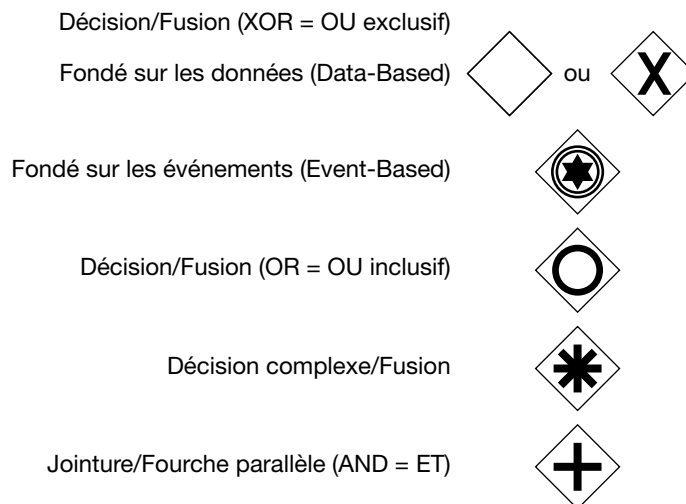 Décision/Fusion (XOR = OU exclusif)
Fondé sur les données (Data-Based) ou X
Fondé sur les événements (Event-Based)
Décision/Fusion (OR = OU inclusif)
Décision complexe/Fusion
Jointure/Fourche parallèle (AND = ET)